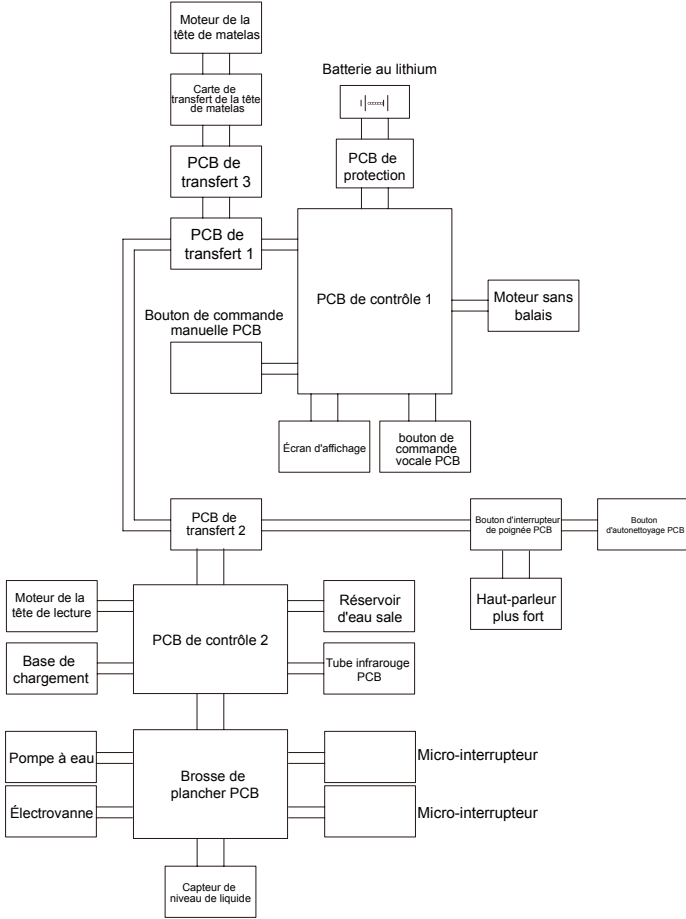 Moteur de la
tête de matelas
Carte de
transfert de la tête
de matelas
Batterie au lithium
PCB de
transfert 3
PCB de
protection
PCB de
transfert 1
PCB de contrôle 1
Moteur sans
balais
Bouton de commande
manuelle PCB
Écran d'affichage
bouton de
commande
vocale PCB
PCB de
transfert 2
Bouton d'interrupteur
de poignée PCB
Bouton
d'autonettoyage PCB
Moteur de la
tête de lecture
Réservoir
d'eau sale
Haut-parleur
plus fort
PCB de contrôle 2
Base de
chargement
Tube infrarouge
PCB
Pompe à eau
Brosse de
plancher PCB
Micro-interrupteur
Électrovanne
Micro-interrupteur
Capteur de
niveau de liquide